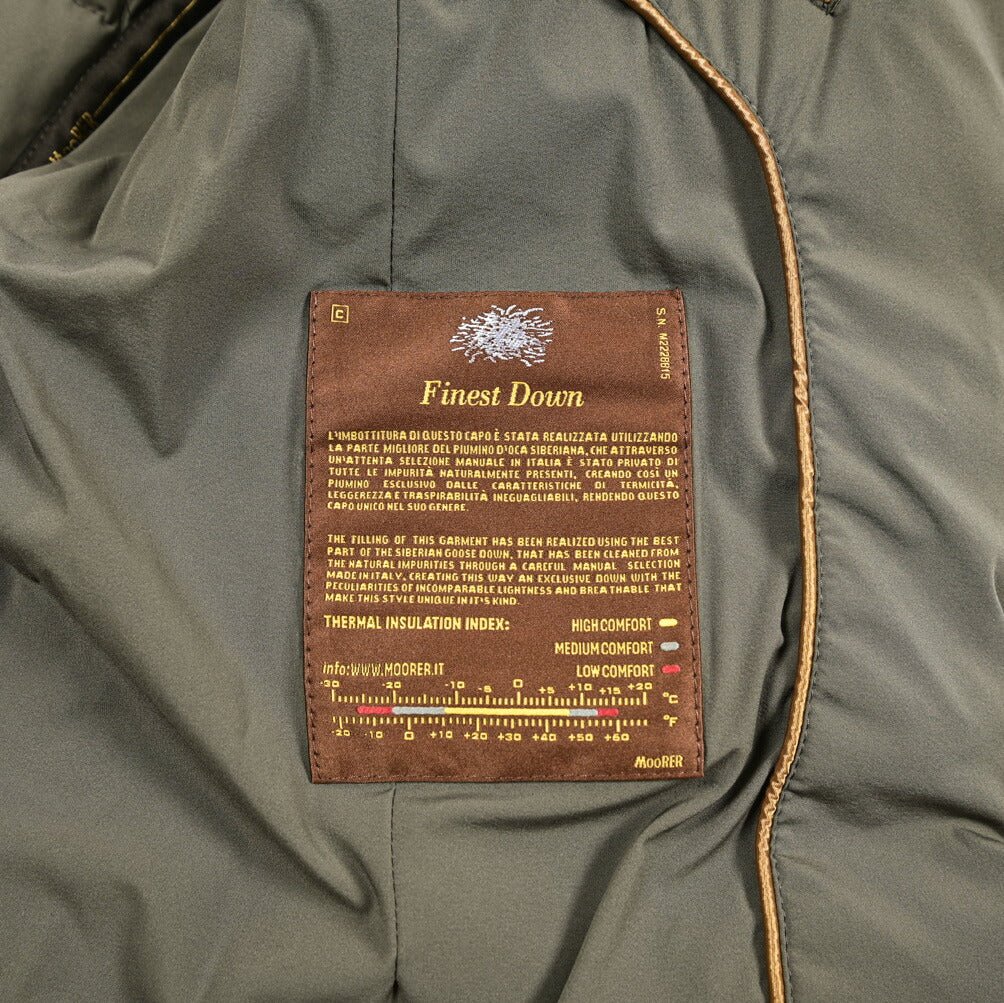 MooRER
C
S.N. M2228815
Finest Down
L'IMBOTTITURA DI QUESTO CAPO È STATA REALIZZATA UTILIZZANDO
LA PARTE MIGLIORE DEL PIUMINO D'OCA SIBERIANA, CHE ATTRAVERSO
UN'ATTENTA SELEZIONE MANUALE IN ITALIA È STATO PRIVATO DI
TUTTE LE IMPURITÀ NATURALMENTE PRESENTI, CREANDO COSÌ UN
PIUMINO ESCLUSIVO DALLE CARATTERISTICHE DI TERMICITÀ,
LEGGEREZZA E TRASPIRABILITÀ INEGUAGLIABILI, RENDENDO QUESTO
CAPO UNICO NEL SUO GENERE.
THE TILLING OF THIS GARMENT HAS BEEN REALIZED USING THE BEST
PART OF THE SIBERIAN GOOSE DOWN, THAT HAS BEEN CLEANED FROM
THE NATURAL IMPURITIES THROUGH A CAREFUL MANUAL SELECTION
MADE IN ITALY, CREATING THIS WAY AN EXCLUSIVE DOWN WITH THE
PECULIARITIES OF INCOMPARABLE LIGHTNESS AND BREATHABLE THAT
MAKE THIS STYLE UNIQUE IN IT'S KIND.
THERMAL INSULATION INDEX: HIGH COMFORT
MEDIUM COMFORT
info:WWW.MOORER.IT LOW COMFORT
-30 -20 -10 -5 0 +5 +10 +15 +20
°C
°F
-20 -10 0 +10 +20 +30 +40 +50 +60
MooRER